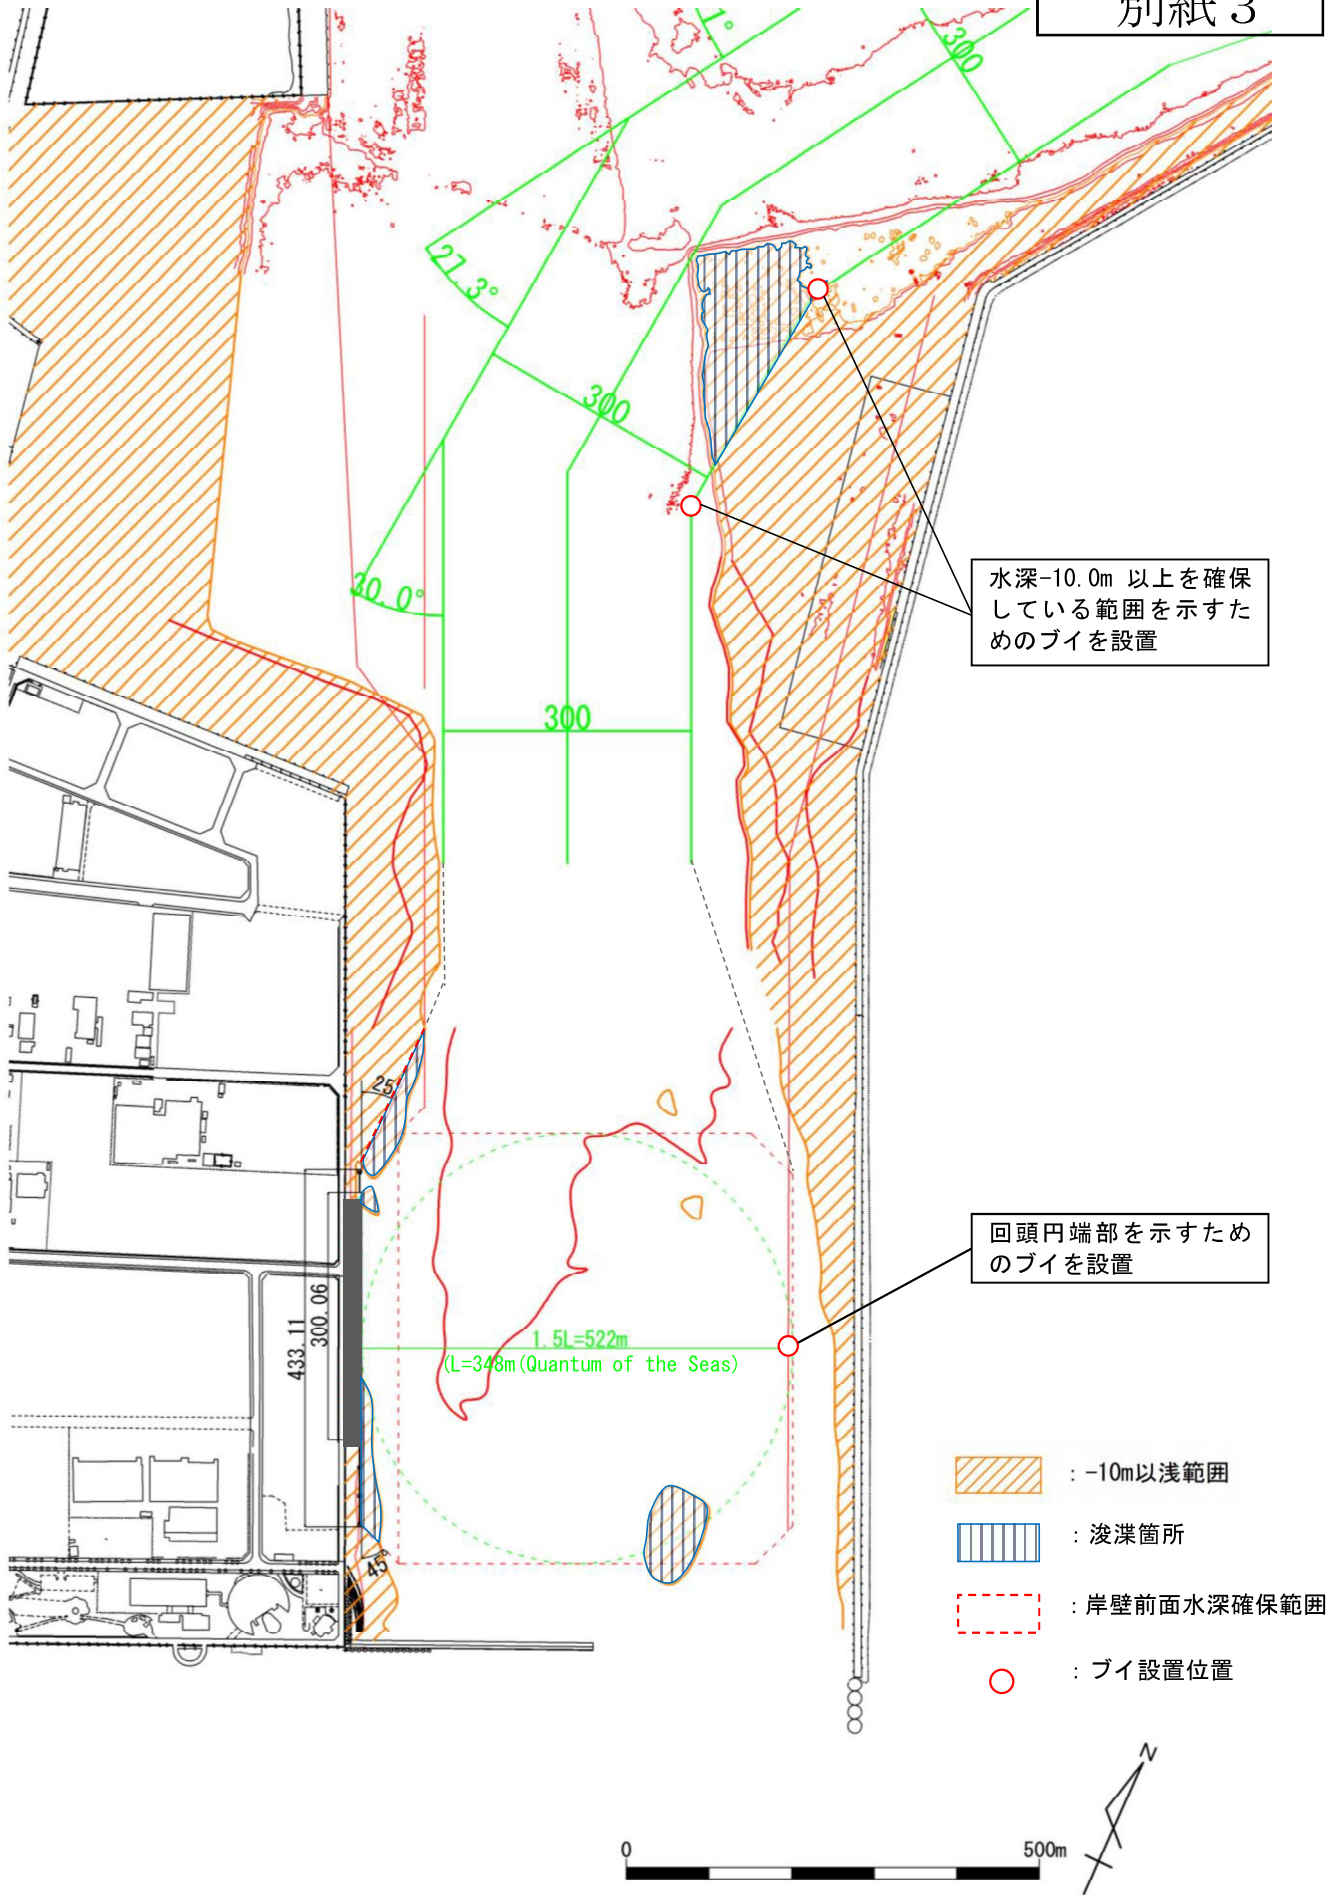 別紙３
1°
300
27.3°
300
30.0°
水深-10.0m 以上を確保
している範囲を示すた
めのブイを設置
300
25
回頭円端部を示すため
のブイを設置
433.11
300.06
1.5L=522m
(L=348m(Quantum of the Seas)
45°
：-10m以浅範囲
：浚渫箇所
：岸壁前面水深確保範囲
：ブイ設置位置
N
0
500m